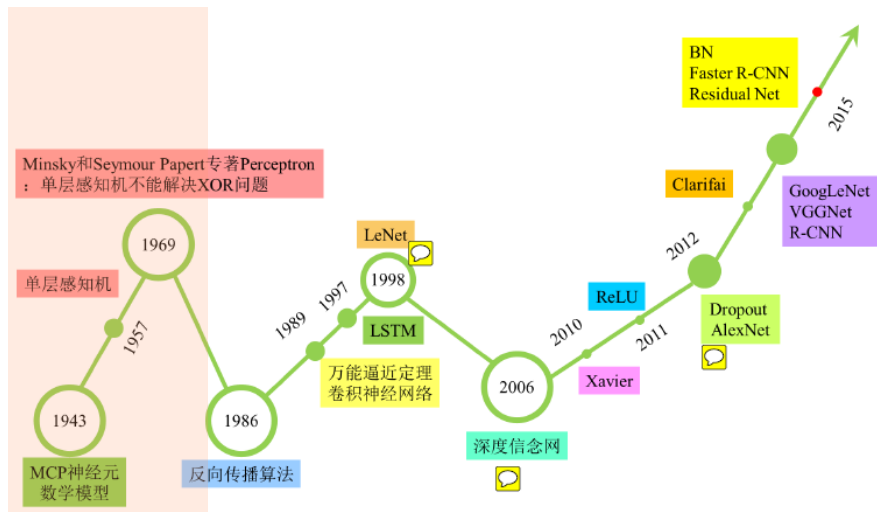 BN
Faster R-CNN
Residual Net
2015
Minsky和Seymour Papert专著Perceptron
：单层感知机不能解决XOR问题
Clarifai
GoogLeNet
VGGNet
R-CNN
LeNet
1969
2012
1998
单层感知机
1997
ReLU
1989
2010
Dropout
AlexNet
1957
LSTM
2011
万能逼近定理
卷积神经网络
Xavier
2006
1943
1986
深度信念网
MCP神经元
数学模型
反向传播算法